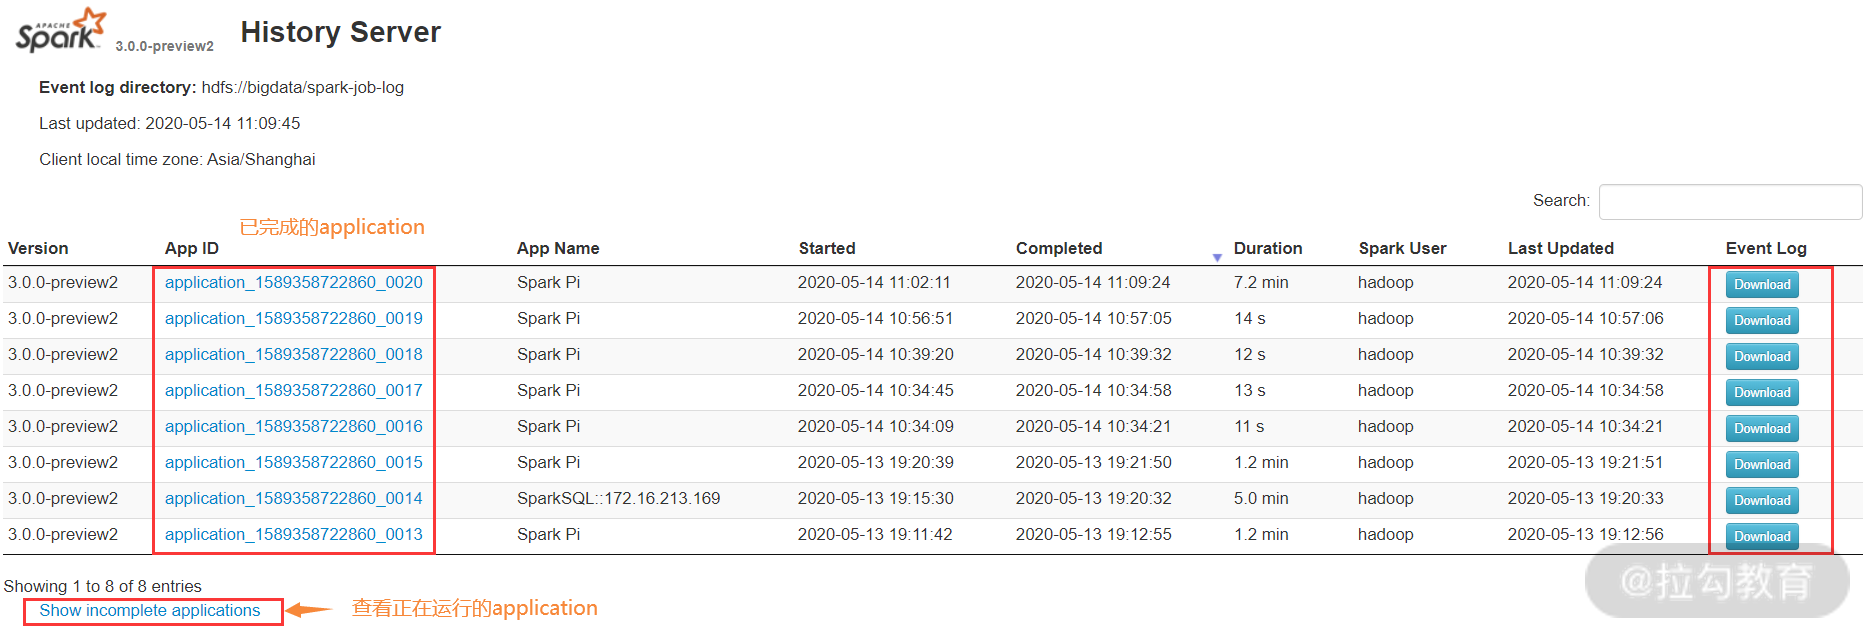 APACHE
Spark 3.0.0-preview2 History Server
Event log directory: hdfs://bigdata/spark-job-log
Last updated: 2020-05-14 11:09:45
Client local time zone: Asia/Shanghai
Search:
已完成的application
Version App ID App Name Started Completed Duration Spark User Last Updated Event Log
3.0.0-preview2 application_1589358722860_0020 Spark Pi 2020-05-14 11:02:11 2020-05-14 11:09:24 7.2 min hadoop 2020-05-14 11:09:24 Download
3.0.0-preview2 application_1589358722860_0019 Spark Pi 2020-05-14 10:56:51 2020-05-14 10:57:05 14 s hadoop 2020-05-14 10:57:06 Download
3.0.0-preview2 application_1589358722860_0018 Spark Pi 2020-05-14 10:39:20 2020-05-14 10:39:32 12 s hadoop 2020-05-14 10:39:32 Download
3.0.0-preview2 application_1589358722860_0017 Spark Pi 2020-05-14 10:34:45 2020-05-14 10:34:58 13 s hadoop 2020-05-14 10:34:58 Download
3.0.0-preview2 application_1589358722860_0016 Spark Pi 2020-05-14 10:34:09 2020-05-14 10:34:21 11 s hadoop 2020-05-14 10:34:21 Download
3.0.0-preview2 application_1589358722860_0015 Spark Pi 2020-05-13 19:20:39 2020-05-13 19:21:50 1.2 min hadoop 2020-05-13 19:21:51 Download
3.0.0-preview2 application_1589358722860_0014 SparkSQL::172.16.213.169 2020-05-13 19:15:30 2020-05-13 19:20:32 5.0 min hadoop 2020-05-13 19:20:33 Download
3.0.0-preview2 application_1589358722860_0013 Spark Pi 2020-05-13 19:11:42 2020-05-13 19:12:55 1.2 min hadoop 2020-05-13 19:12:56 Download
Showing 1 to 8 of 8 entries
Show incomplete applications 查看正在运行的application
@拉勾教育